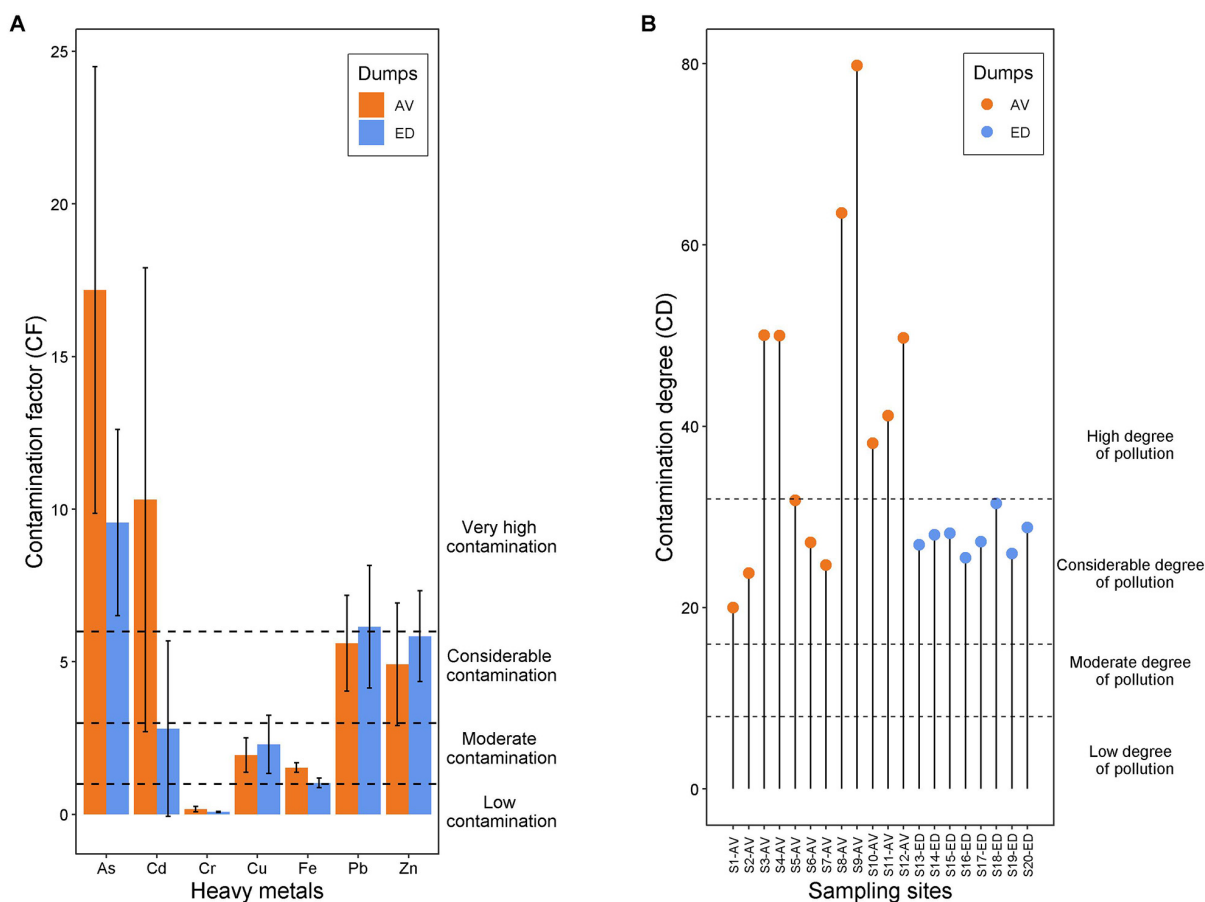 A
Contamination factor (CF)
25
20
15
10
5
0
Dumps
AV
ED
Very high
contamination
Considerable
contamination
Moderate
contamination
Low
contamination
As Cd Cr Cu Fe Pb Zn
Heavy metals
B
Contamination degree (CD)
80
60
40
20
0
Dumps
AV
ED
High degree
of pollution
Considerable degree
of pollution
Moderate degree
of pollution
Low degree
of pollution
S1-AV
S2-AV
S3-AV
S4-AV
S5-AV
S6-AV
S7-AV
S8-AV
S9-AV
S10-AV
S11-AV
S12-AV
S13-ED
S14-ED
S15-ED
S16-ED
S17-ED
S18-ED
S19-ED
S20-ED
Sampling sites